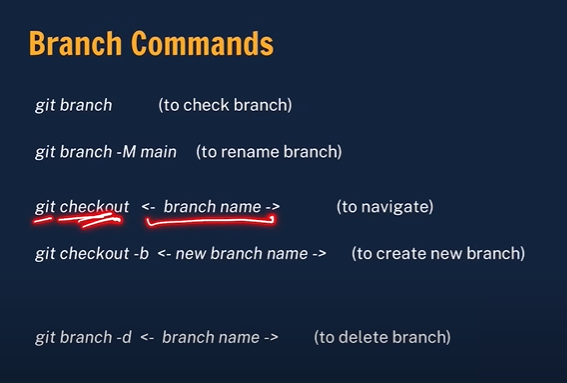 Branch Commands
git branch (to check branch)
git branch -M main (to rename branch)
git checkout <- branch name -> (to navigate)
git checkout -b <- new branch name -> (to create new branch)
git branch -d <- branch name -> (to delete branch)